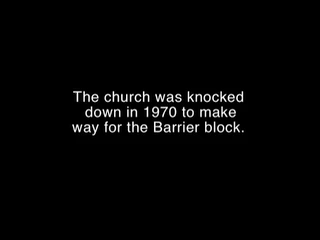 The church was knocked
down in 1970 to make
way for the Barrier block.